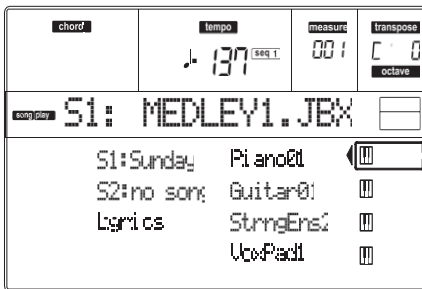 chord tempo measure transpose
♩. 137 seq 1 001 C 0
octave
song play S1: MEDLEY1.JBX
S1:Sunday Piano01
S2:no song Guitar01
Lyrics StrngEns2
VoxPad1